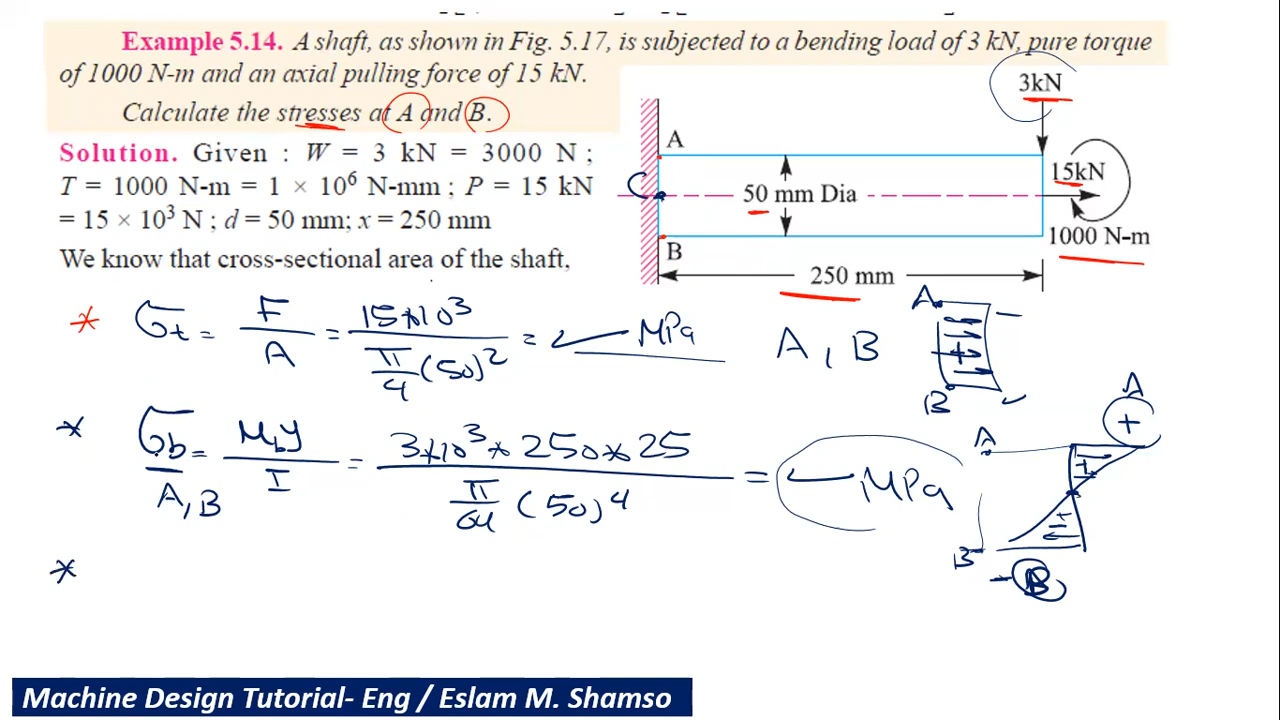 Example 5.14. A shaft, as shown in Fig. 5.17, is subjected to a bending load of 3 kN, pure torque
of 1000 N-m and an axial pulling force of 15 kN.
Calculate the stresses at A and B.
Solution. Given : W = 3 kN = 3000 N ;
T = 1000 N-m = 1 × 10⁶ N-mm ; P = 15 kN
= 15 × 10³ N ; d = 50 mm; x = 250 mm
We know that cross-sectional area of the shaft,
3kN
A
15kN
C
50 mm Dia
1000 N-m
B
250 mm
* σt = F / A = 15*10³ / π/4 (50)² = MPa
A, B
A
+
B
* σb = Mb y / I = 3*10³ * 250 * 25 / π/64 (50)⁴ = MPa
A, B
A
+
A
+
B
- B
*
Machine Design Tutorial- Eng / Eslam M. Shamso